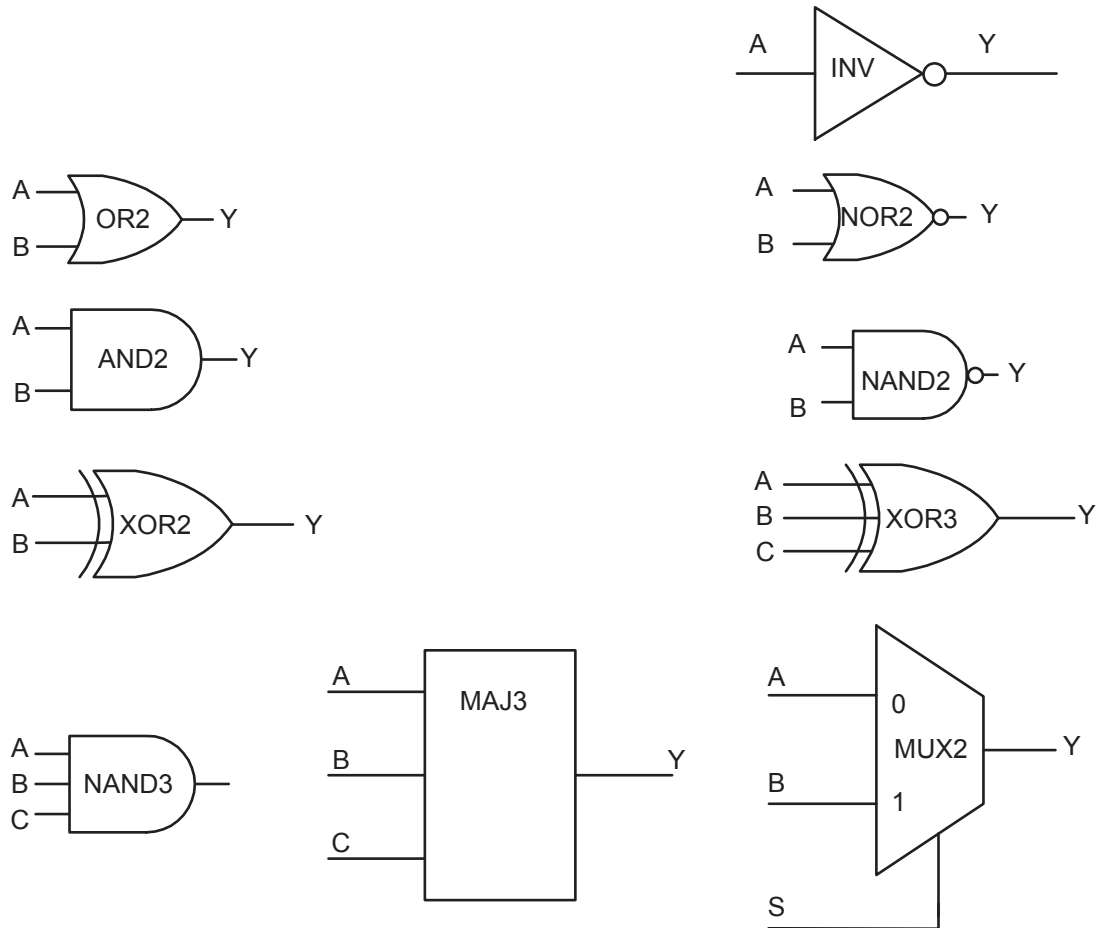 A INV Y
A OR2 Y
B
A NOR2 Y
B
A AND2 Y
B
A NAND2 Y
B
A XOR2 Y
B
A
B XOR3 Y
C
A
B NAND3
C
A MAJ3
B Y
C
A 0
MUX2 Y
B 1
S